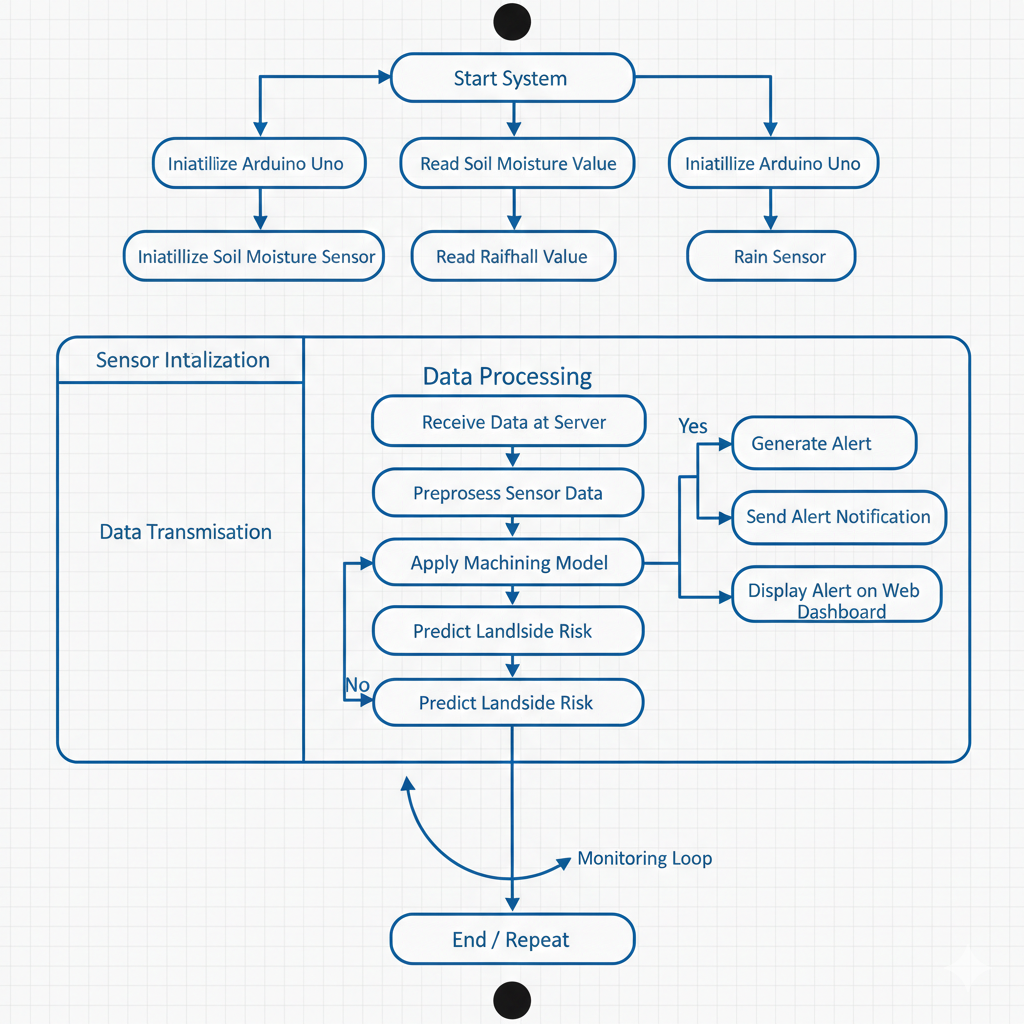 Start System
Iniatillize Arduino Uno
Read Soil Moisture Value
Iniatillize Arduino Uno
Iniatillize Soil Moisture Sensor
Read Raifhall Value
Rain Sensor
Sensor Intalization
Data Processing
Receive Data at Server
Yes
Generate Alert
Preprosess Sensor Data
Send Alert Notification
Data Transmisation
Apply Machining Model
Display Alert on Web
Dashboard
Predict Landlside Risk
No
Predict Landside Risk
Monitoring Loop
End / Repeat